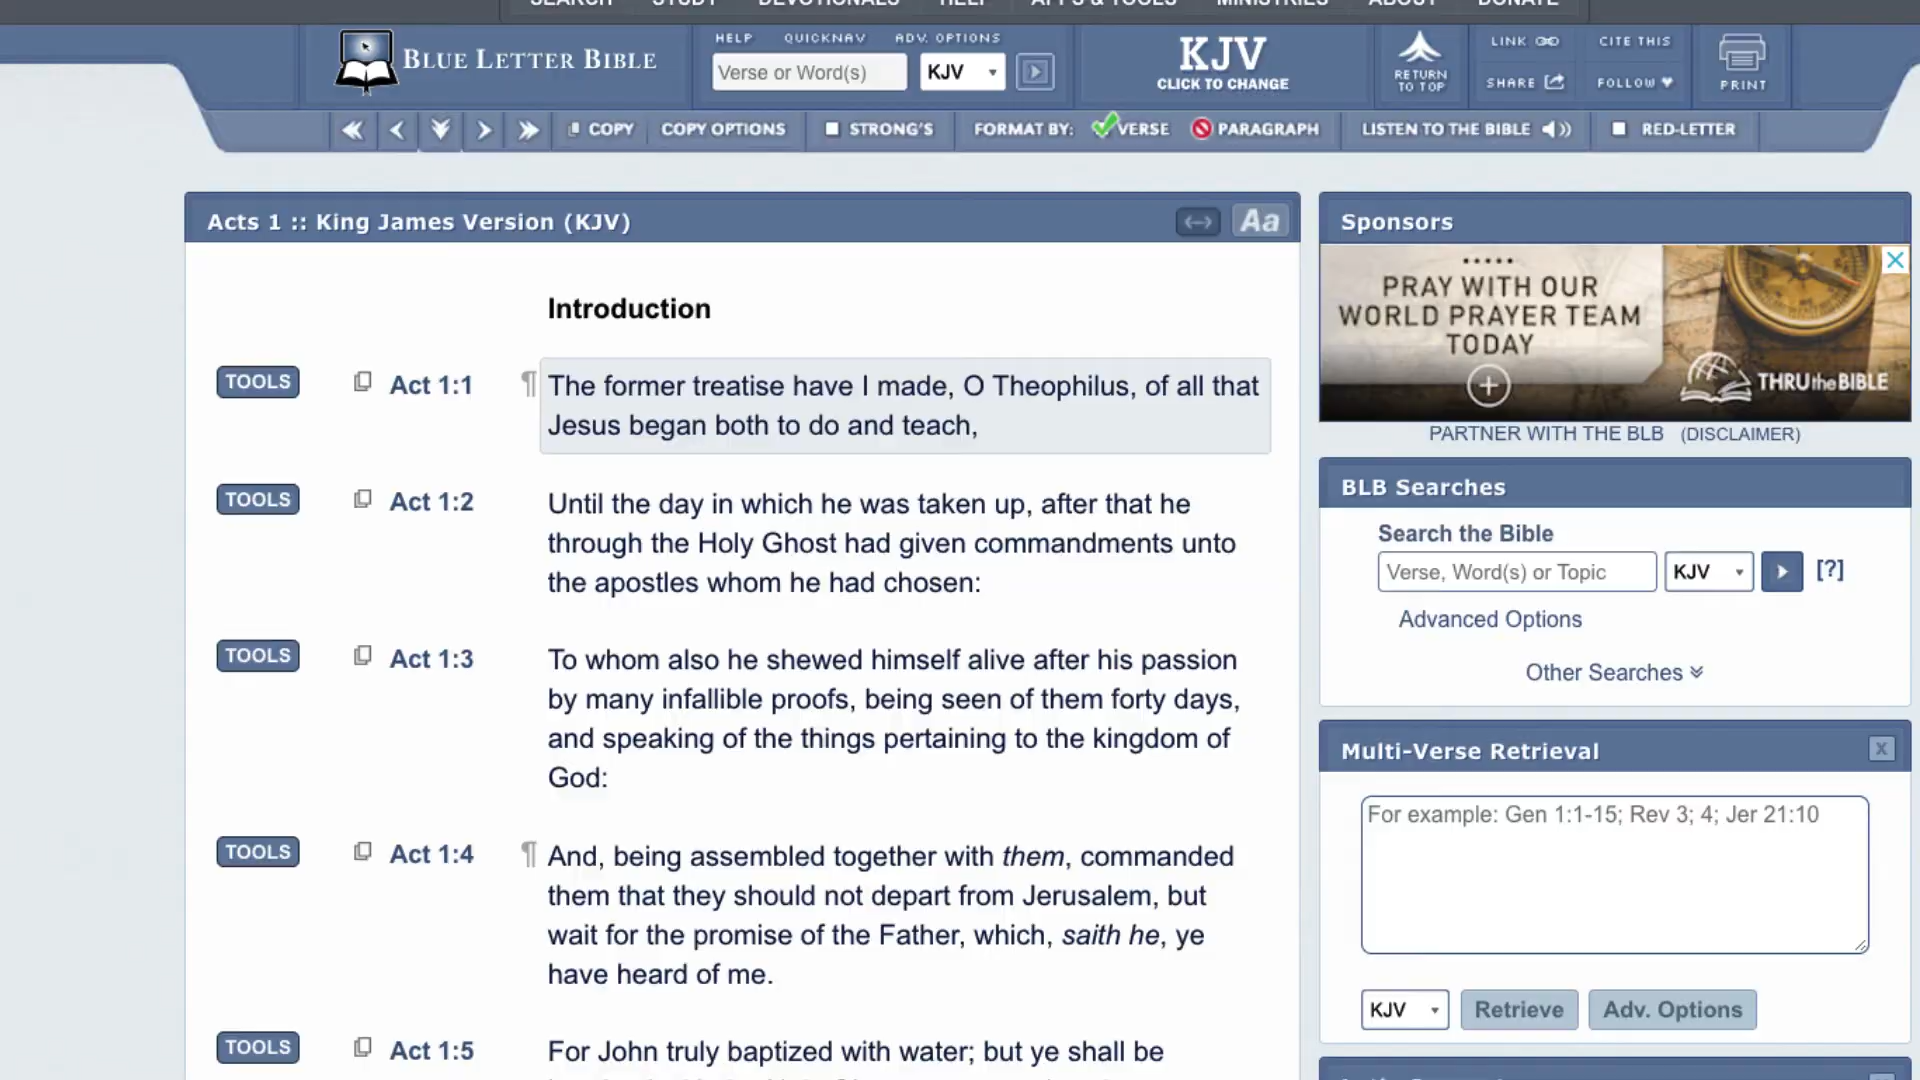 SEARCH STUDY DEVOTIONALS HELP APPS & TOOLS MINISTRIES ABOUT DONATE
BLUE LETTER BIBLE
HELP QUICKNAV ADV. OPTIONS
Verse or Word(s) KJV
KJV
CLICK TO CHANGE
RETURN
TO TOP
LINK
CITE THIS
SHARE
FOLLOW
PRINT
COPY COPY OPTIONS STRONG'S FORMAT BY: VERSE PARAGRAPH LISTEN TO THE BIBLE RED-LETTER
Acts 1 :: King James Version (KJV) Aa
Introduction
TOOLS Act 1:1 ¶ The former treatise have I made, O Theophilus, of all that
Jesus began both to do and teach,
TOOLS Act 1:2 Until the day in which he was taken up, after that he
through the Holy Ghost had given commandments unto
the apostles whom he had chosen:
TOOLS Act 1:3 To whom also he shewed himself alive after his passion
by many infallible proofs, being seen of them forty days,
and speaking of the things pertaining to the kingdom of
God:
TOOLS Act 1:4 ¶ And, being assembled together with them, commanded
them that they should not depart from Jerusalem, but
wait for the promise of the Father, which, saith he, ye
have heard of me.
TOOLS Act 1:5 For John truly baptized with water; but ye shall be
Sponsors
PRAY WITH OUR
WORLD PRAYER TEAM
TODAY
THRU the BIBLE
PARTNER WITH THE BLB (DISCLAIMER)
BLB Searches
Search the Bible
Verse, Word(s) or Topic KJV [?]
Advanced Options
Other Searches
Multi-Verse Retrieval X
For example: Gen 1:1-15; Rev 3; 4; Jer 21:10
KJV Retrieve Adv. Options